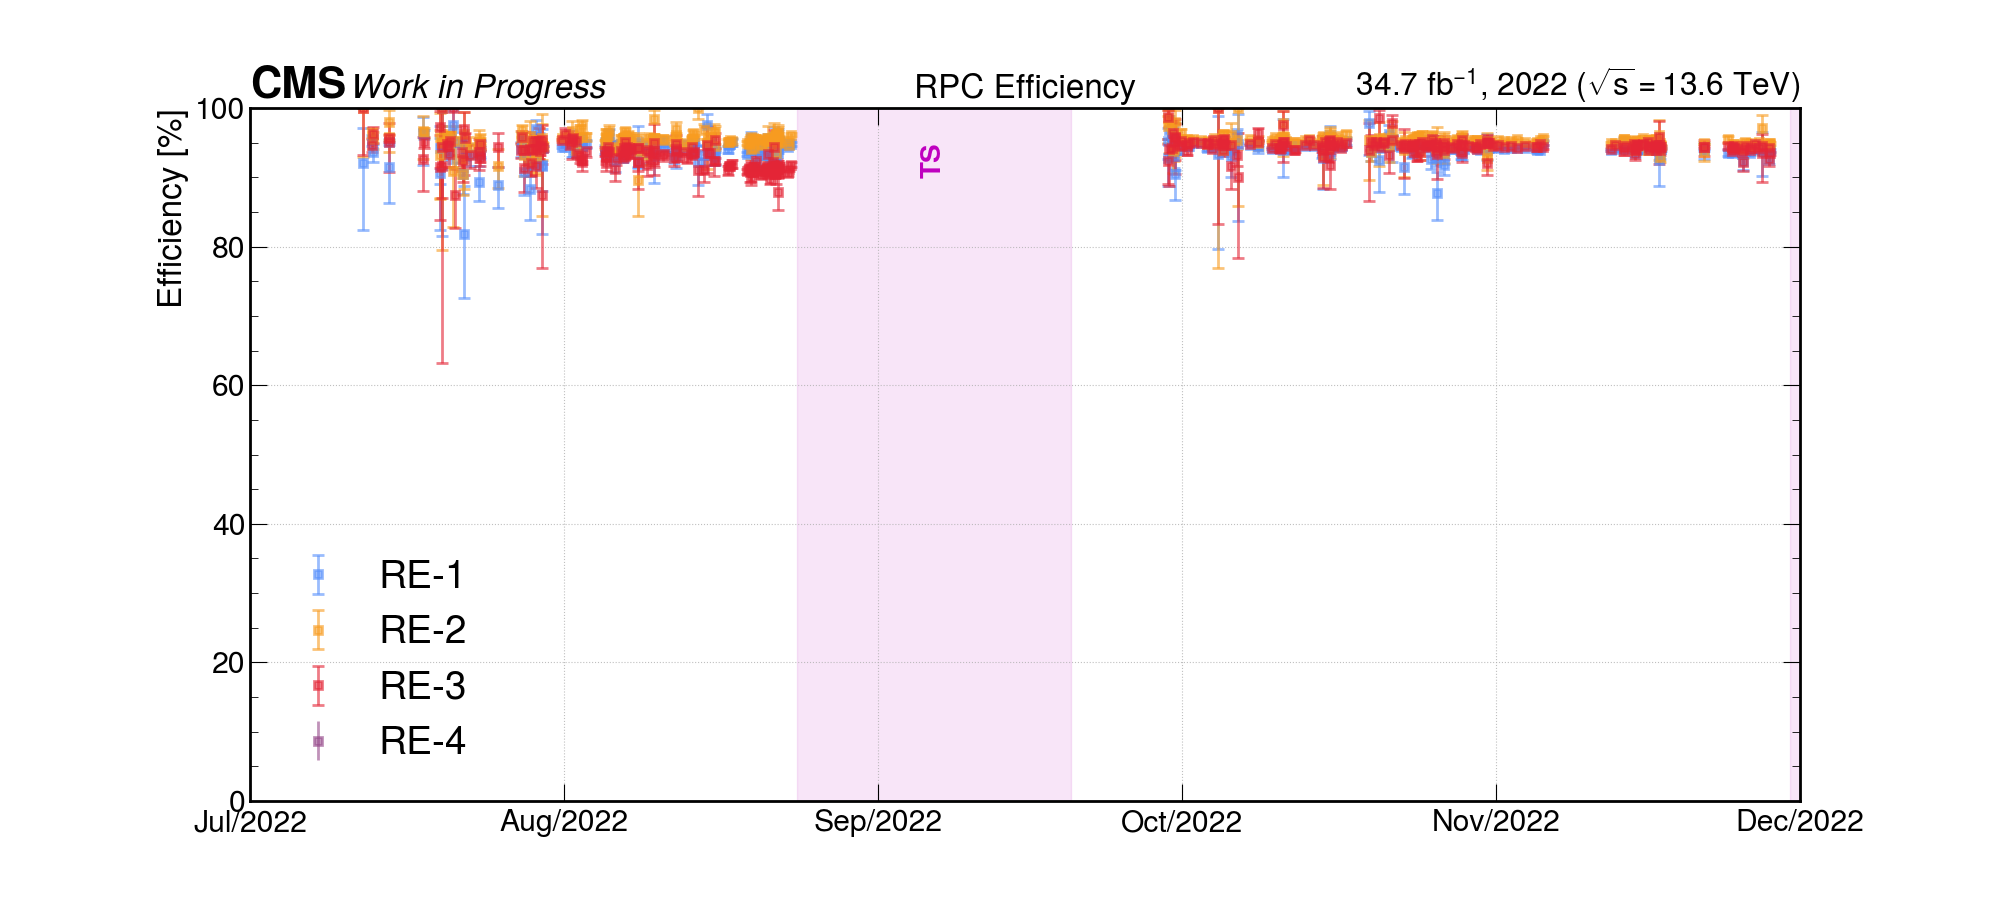 CMS Work in Progress RPC Efficiency 34.7 fb⁻¹, 2022 (√s = 13.6 TeV)
Efficiency [%]
100
80
60
40
20
0
TS
RE-1
RE-2
RE-3
RE-4
Jul/2022 Aug/2022 Sep/2022 Oct/2022 Nov/2022 Dec/2022